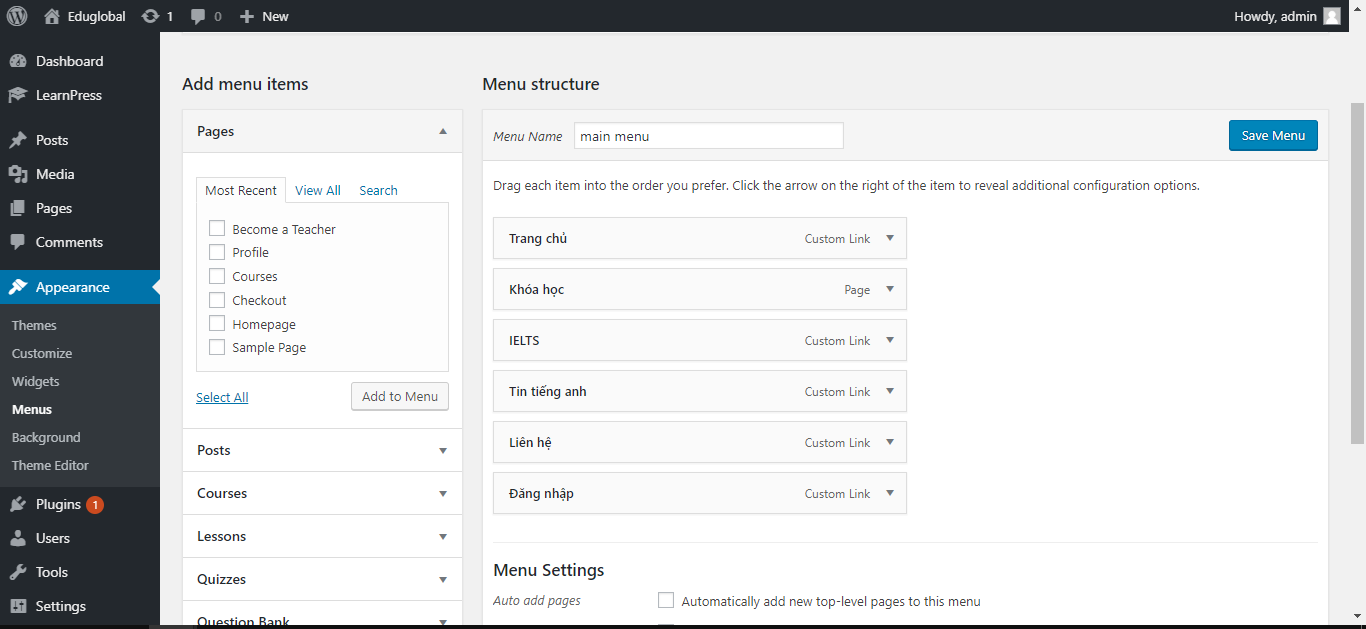 Eduglobal 1 0 New Howdy, admin
Dashboard
LearnPress
Posts
Media
Pages
Comments
Appearance
Themes
Customize
Widgets
Menus
Background
Theme Editor
Plugins 1
Users
Tools
Settings
Add menu items
Pages
Most Recent View All Search
Become a Teacher
Profile
Courses
Checkout
Homepage
Sample Page
Select All Add to Menu
Posts
Courses
Lessons
Quizzes
Question Bank
Menu structure
Menu Name main menu Save Menu
Drag each item into the order you prefer. Click the arrow on the right of the item to reveal additional configuration options.
Trang chủ Custom Link
Khóa học Page
IELTS Custom Link
Tin tiếng anh Custom Link
Liên hệ Custom Link
Đăng nhập Custom Link
Menu Settings
Auto add pages Automatically add new top-level pages to this menu